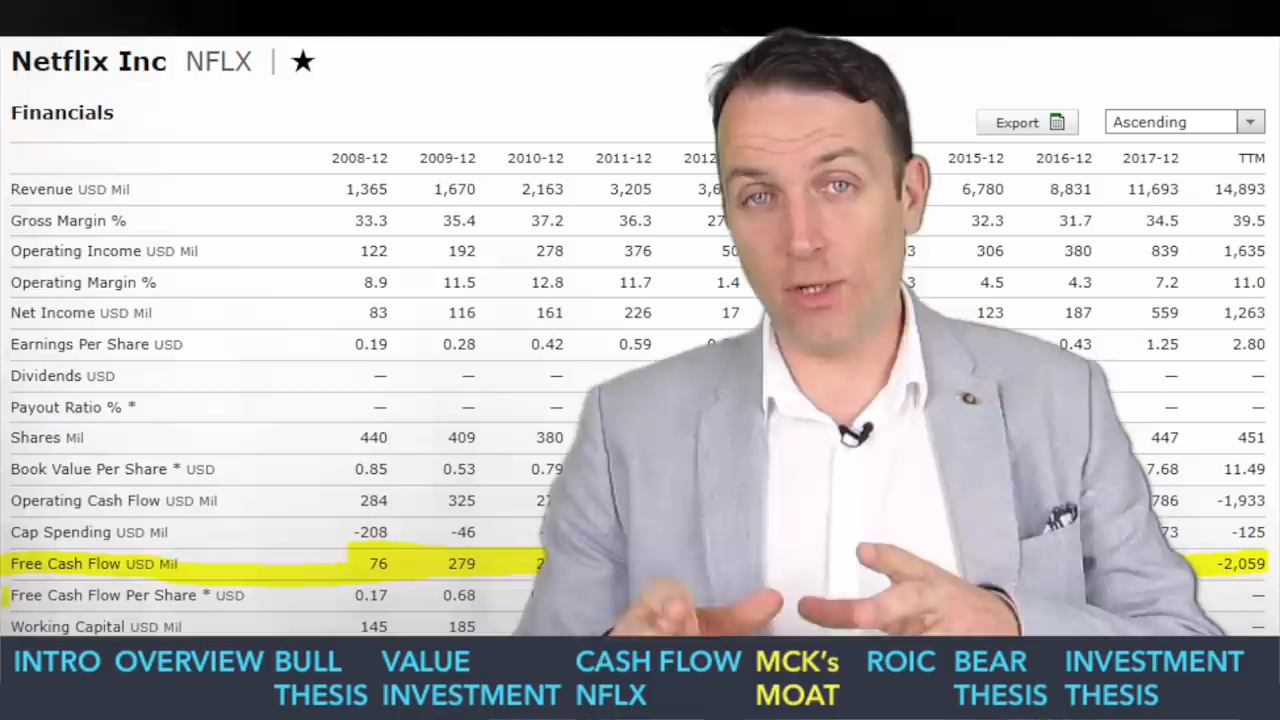 Netflix Inc NFLX | ★
Financials
Export Ascending
2008-12 2009-12 2010-12 2011-12 2012 2015-12 2016-12 2017-12 TTM
Revenue USD Mil 1,365 1,670 2,163 3,205 6,780 8,831 11,693 14,893
Gross Margin % 33.3 35.4 37.2 36.3 32.3 31.7 34.5 39.5
Operating Income USD Mil 122 192 278 376 306 380 839 1,635
Operating Margin % 8.9 11.5 12.8 11.7 1.4 4.5 4.3 7.2 11.0
Net Income USD Mil 83 116 161 226 17 123 187 559 1,263
Earnings Per Share USD 0.19 0.28 0.42 0.59 0.43 1.25 2.80
Dividends USD — — — — —
Payout Ratio % * — — — — —
Shares Mil 440 409 380 447 451
Book Value Per Share * USD 0.85 0.53 0.79 7.68 11.49
Operating Cash Flow USD Mil 284 325 786 -1,933
Cap Spending USD Mil -208 -46 -125
Free Cash Flow USD Mil 76 279 -2,059
Free Cash Flow Per Share * USD 0.17 0.68 —
Working Capital USD Mil 145 185 —
INTRO OVERVIEW BULL VALUE CASH FLOW MCK's ROIC BEAR INVESTMENT
THESIS INVESTMENT NFLX MOAT THESIS THESIS